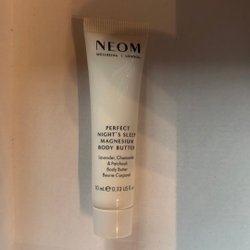 NEOM
WELLBEING | LONDON
PERFECT
NIGHT'S SLEEP
MAGNESIUM
BODY BUTTER
Lavender, Chamomile
& Patchouli
Body Butter
Beurre Corporel
10 ml e 0.33 US fl